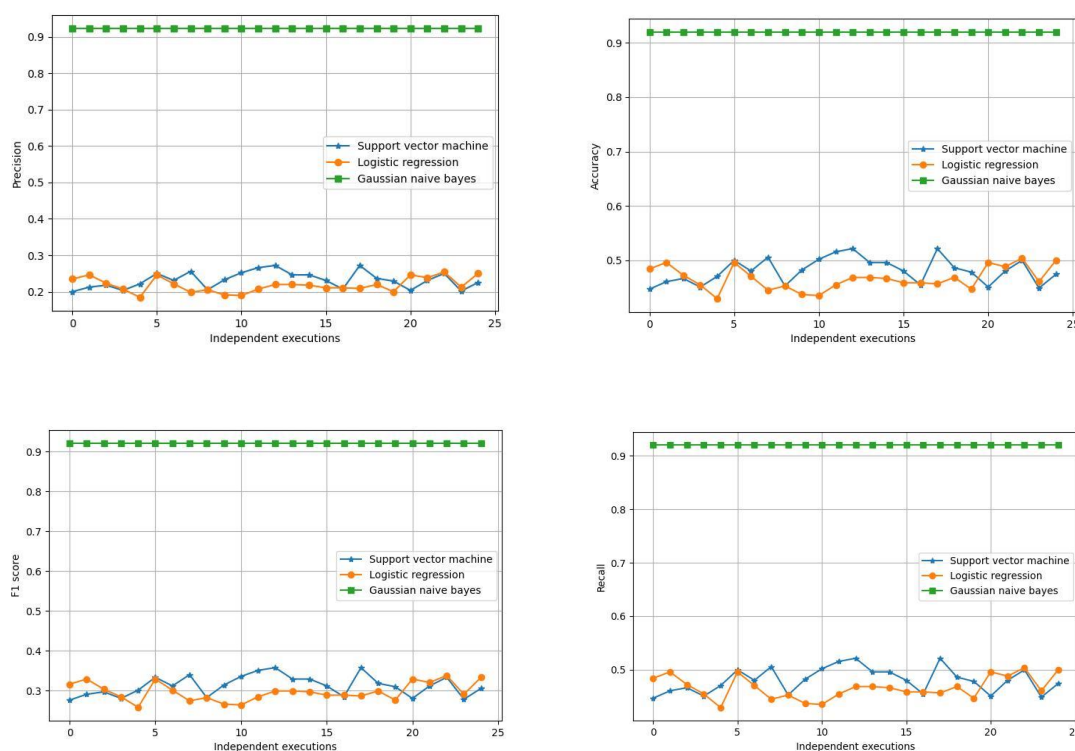 Precision
0.9
0.8
0.7
0.6
0.5
0.4
0.3
0.2
Support vector machine
Logistic regression
Gaussian naive bayes
0 5 10 15 20 25
Independent executions
Accuracy
0.9
0.8
0.7
0.6
0.5
Support vector machine
Logistic regression
Gaussian naive bayes
0 5 10 15 20 25
Independent executions
F1 score
0.9
0.8
0.7
0.6
0.5
0.4
0.3
Support vector machine
Logistic regression
Gaussian naive bayes
0 5 10 15 20 25
Independent executions
Recall
0.9
0.8
0.7
0.6
0.5
Support vector machine
Logistic regression
Gaussian naive bayes
0 5 10 15 20 25
Independent executions